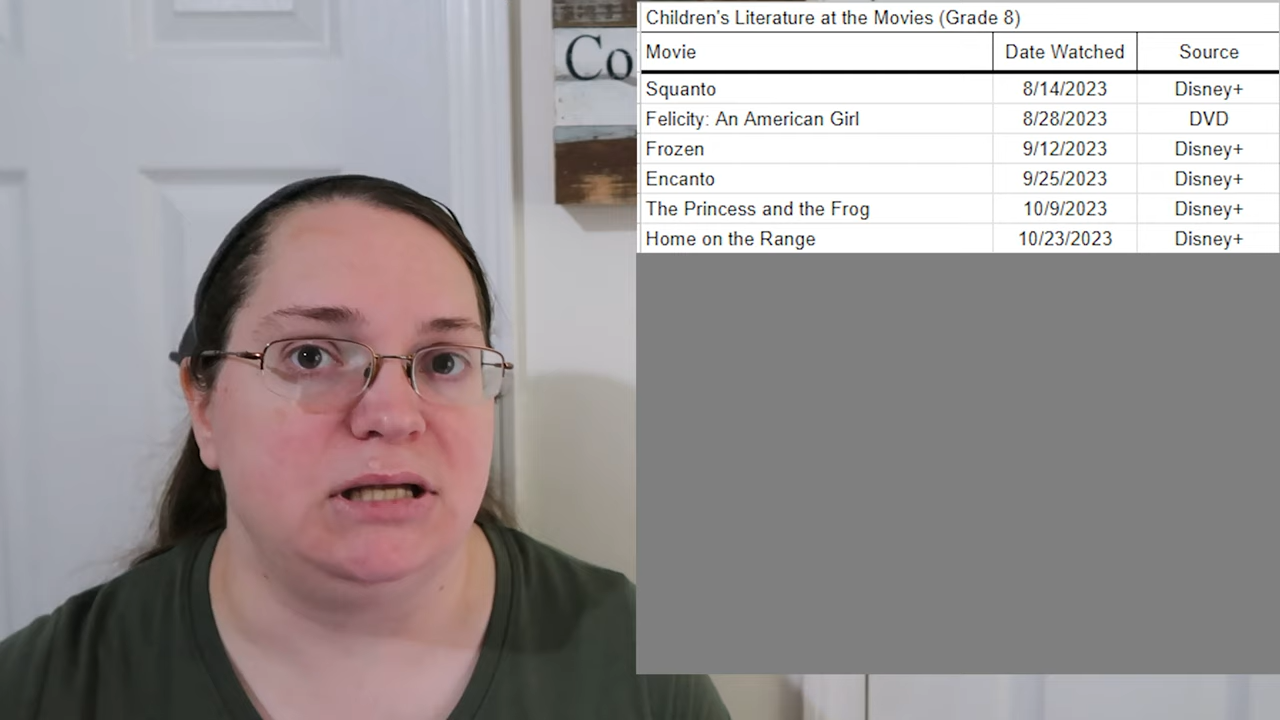 Children's Literature at the Movies (Grade 8)
Movie Date Watched Source
Squanto 8/14/2023 Disney+
Felicity: An American Girl 8/28/2023 DVD
Frozen 9/12/2023 Disney+
Encanto 9/25/2023 Disney+
The Princess and the Frog 10/9/2023 Disney+
Home on the Range 10/23/2023 Disney+
Co